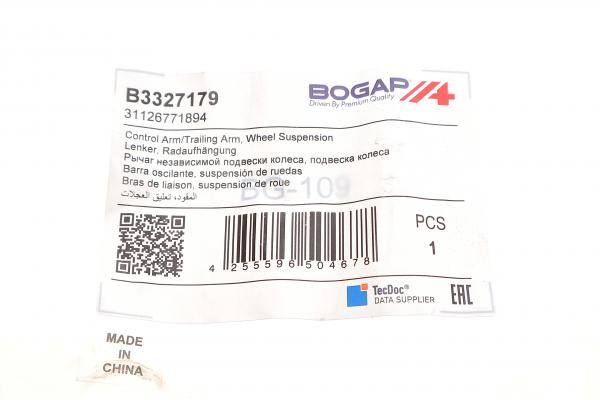 B3327179
31126771894
BOGAP
Driven By Premium Quality
Control Arm/Trailing Arm, Wheel Suspension
Lenker, Radaufhängung
Рычаг независимой подвески колеса, подвеска колеса
Barra oscilante, suspensión de ruedas
Bras de liaison, suspension de roue
المقود، تعليق العجلات
BG-109
4 255596 504678
PCS
1
TecDoc®
DATA SUPPLIER
EAC
MADE
IN
CHINA